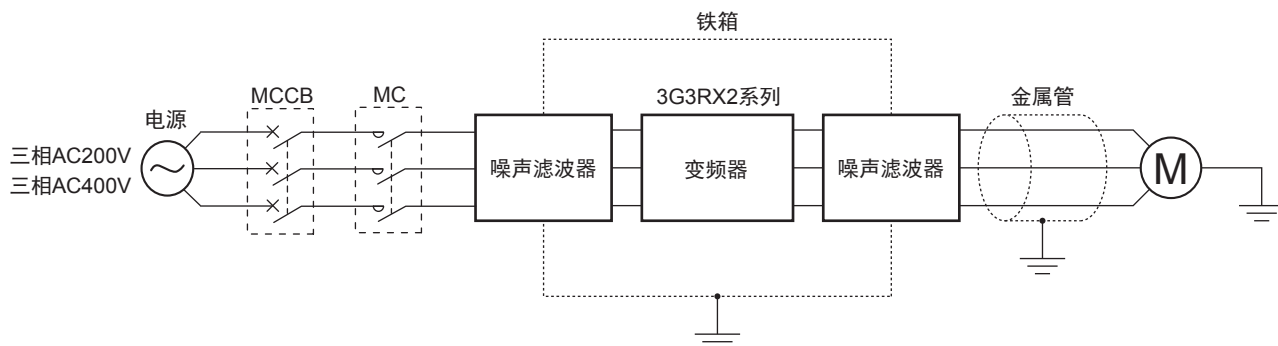 铁箱
MCCB
MC
3G3RX2系列
金属管
电源
三相AC200V
三相AC400V
噪声滤波器
变频器
噪声滤波器
M